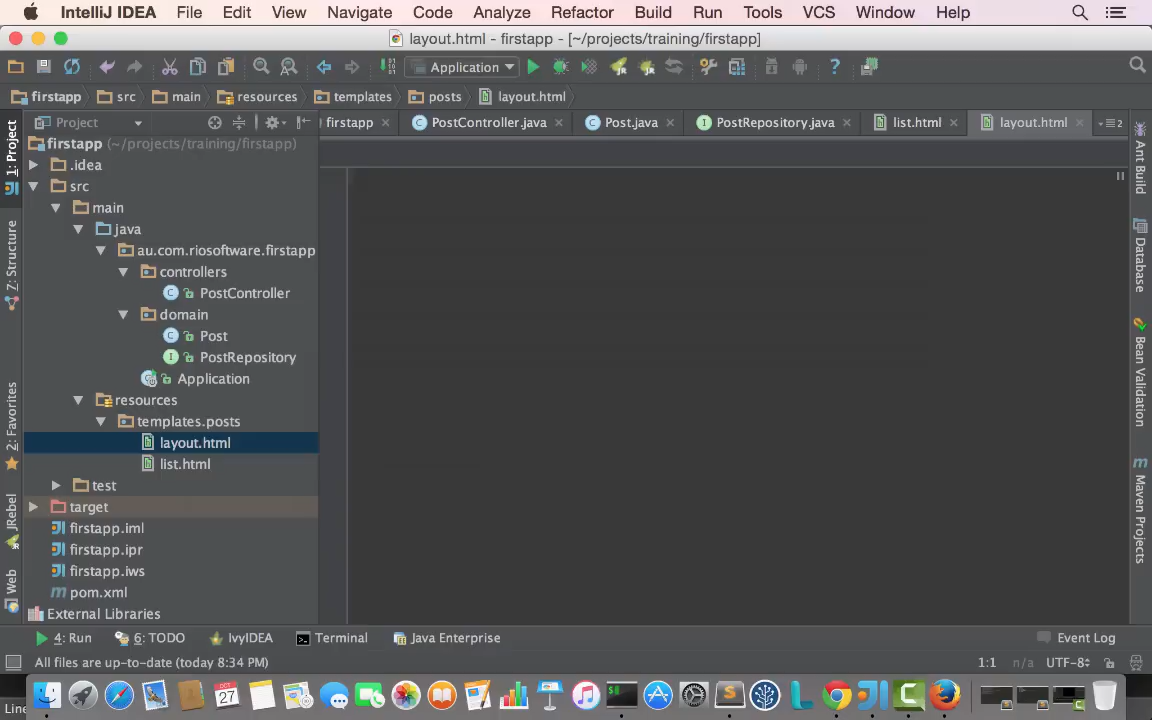 IntelliJ IDEA File Edit View Navigate Code Analyze Refactor Build Run Tools VCS Window Help
layout.html - firstapp - [~/projects/training/firstapp]
Application
firstapp src main resources templates posts layout.html
1: Project
Project
firstapp PostController.java Post.java PostRepository.java list.html layout.html 2
firstapp (~/projects/training/firstapp)
.idea
src
main
java
au.com.riosoftware.firstapp
controllers
PostController
domain
Post
PostRepository
Application
resources
templates.posts
layout.html
list.html
test
target
firstapp.iml
firstapp.ipr
firstapp.iws
pom.xml
External Libraries
Z: Structure
2: Favorites
JRebel
Web
Ant Build
Database
Bean Validation
Maven Projects
4: Run 6: TODO IvyIDEA Terminal Java Enterprise Event Log
All files are up-to-date (today 8:34 PM) 1:1 n/a UTF-8
OCT
27
Line